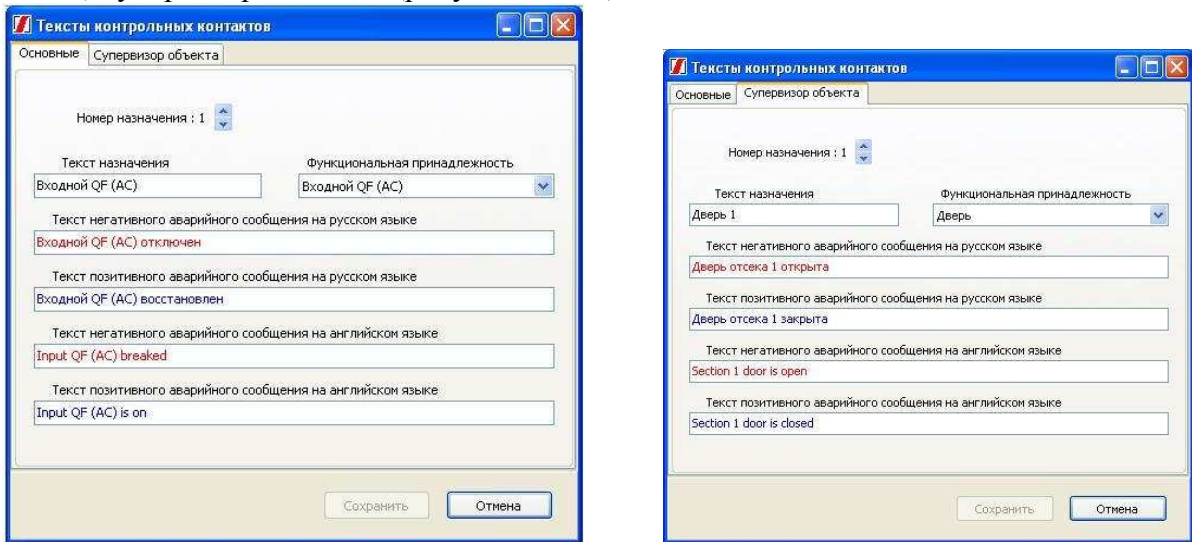 Тексты контрольных контактов
Основные Супервизор объекта
Номер назначения : 1
Текст назначения Функциональная принадлежность
Входной QF (AC) Входной QF (AC)
Текст негативного аварийного сообщения на русском языке
Входной QF (AC) отключен
Текст позитивного аварийного сообщения на русском языке
Входной QF (AC) восстановлен
Текст негативного аварийного сообщения на английском языке
Input QF (AC) breaked
Текст позитивного аварийного сообщения на английском языке
Input QF (AC) is on
Сохранить Отмена
Тексты контрольных контактов
Основные Супервизор объекта
Номер назначения : 1
Текст назначения Функциональная принадлежность
Дверь 1 Дверь
Текст негативного аварийного сообщения на русском языке
Дверь отсека 1 открыта
Текст позитивного аварийного сообщения на русском языке
Дверь отсека 1 закрыта
Текст негативного аварийного сообщения на английском языке
Section 1 door is open
Текст позитивного аварийного сообщения на английском языке
Section 1 door is closed
Сохранить Отмена